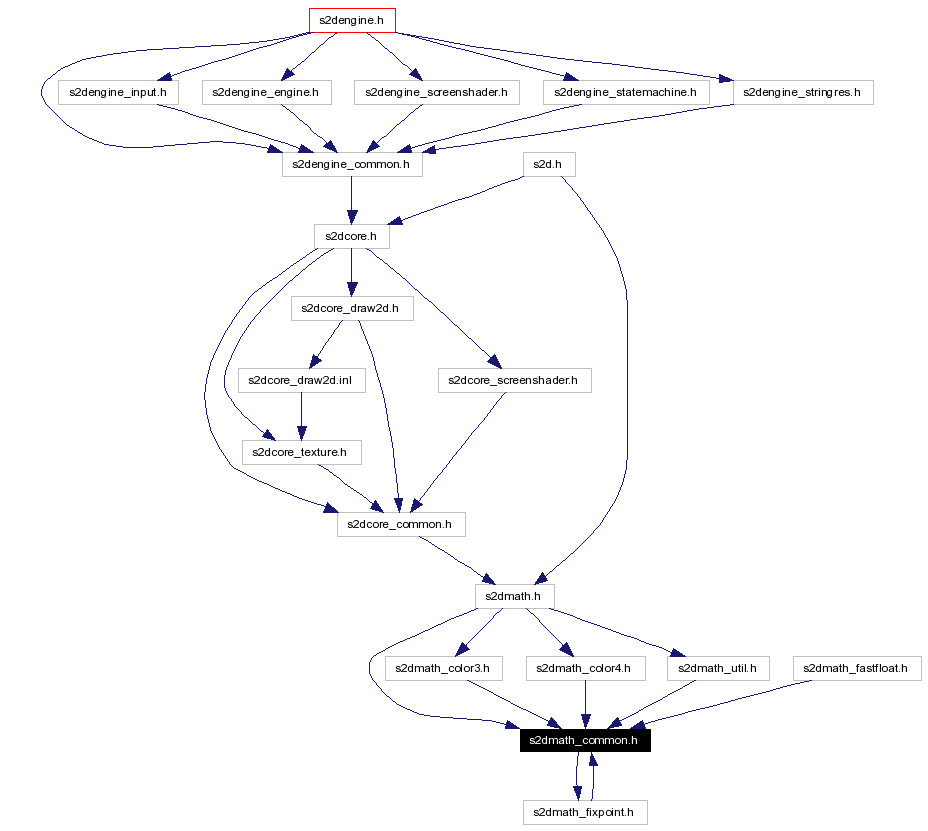 s2dengine.h
s2dengine_input.h
s2dengine_engine.h
s2dengine_screenshader.h
s2dengine_statemachine.h
s2dengine_stringres.h
s2dengine_common.h
s2d.h
s2dcore.h
s2dcore_draw2d.h
s2dcore_draw2d.inl
s2dcore_screenshader.h
s2dcore_texture.h
s2dcore_common.h
s2dmath.h
s2dmath_color3.h
s2dmath_color4.h
s2dmath_util.h
s2dmath_fastfloat.h
s2dmath_common.h
s2dmath_fixpoint.h